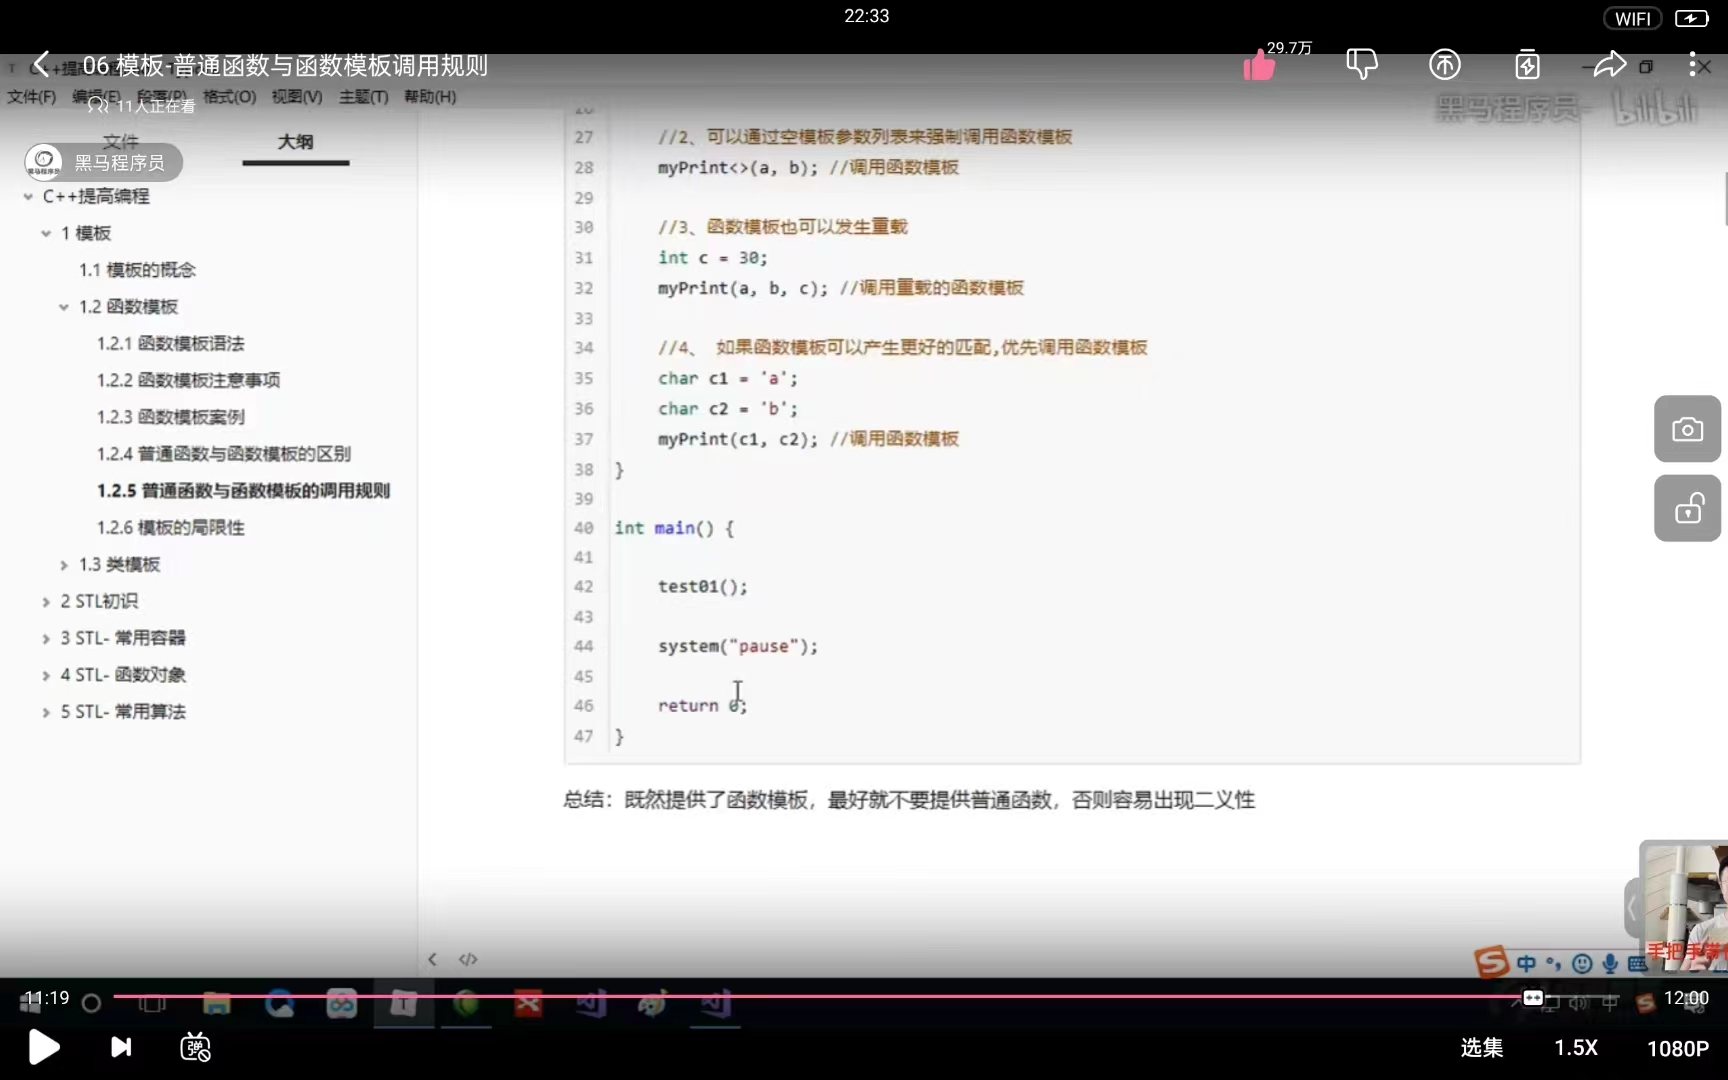 22:33
WIFI
06 模板-普通函数与函数模板调用规则
29.7万
文件(F) 编辑(E) 段落(P) 格式(O) 视图(V) 主题(T) 帮助(H)
11人正在看
黑马程序员
bilibili
文件
大纲
黑马程序员
C++提高编程
1 模板
1.1 模板的概念
1.2 函数模板
1.2.1 函数模板语法
1.2.2 函数模板注意事项
1.2.3 函数模板案例
1.2.4 普通函数与函数模板的区别
1.2.5 普通函数与函数模板的调用规则
1.2.6 模板的局限性
1.3 类模板
2 STL初识
3 STL- 常用容器
4 STL- 函数对象
5 STL- 常用算法
27 //2、可以通过空模板参数列表来强制调用函数模板
28 myPrint<>(a, b); //调用函数模板
29
30 //3、函数模板也可以发生重载
31 int c = 30;
32 myPrint(a, b, c); //调用重载的函数模板
33
34 //4、 如果函数模板可以产生更好的匹配,优先调用函数模板
35 char c1 = 'a';
36 char c2 = 'b';
37 myPrint(c1, c2); //调用函数模板
38 }
39
40 int main() {
41
42 test01();
43
44 system("pause");
45
46 return 0;
47 }
总结：既然提供了函数模板，最好就不要提供普通函数，否则容易出现二义性
</>
中
手把手
11:19
中
12:00
弹
选集
1.5X
1080P